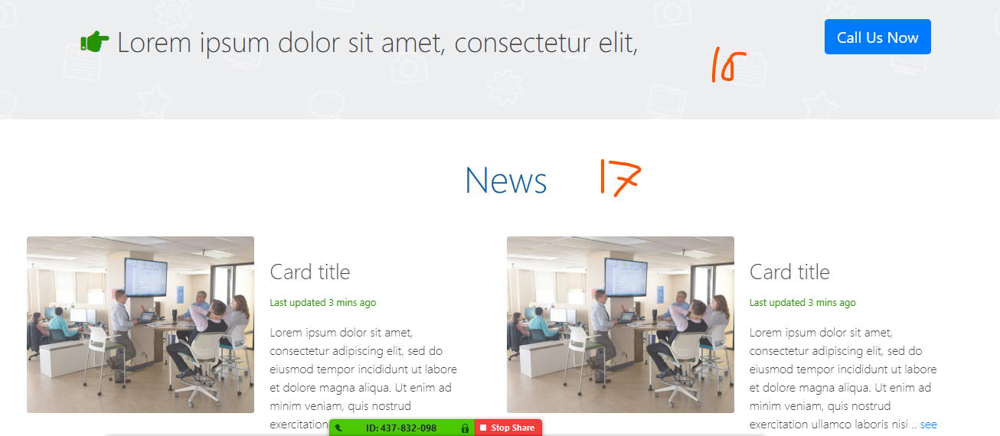 Lorem ipsum dolor sit amet, consectetur elit,
Call Us Now
News
17
Card title
Last updated 3 mins ago
Lorem ipsum dolor sit amet,
consectetur adipiscing elit, sed do
eiusmod tempor incididunt ut labore
et dolore magna aliqua. Ut enim ad
minim veniam, quis nostrud
exercitation
Card title
Last updated 3 mins ago
Lorem ipsum dolor sit amet,
consectetur adipiscing elit, sed do
eiusmod tempor incididunt ut labore
et dolore magna aliqua. Ut enim ad
minim veniam, quis nostrud
exercitation ullamco laboris nisi .. see
ID: 437-832-098
Stop Share